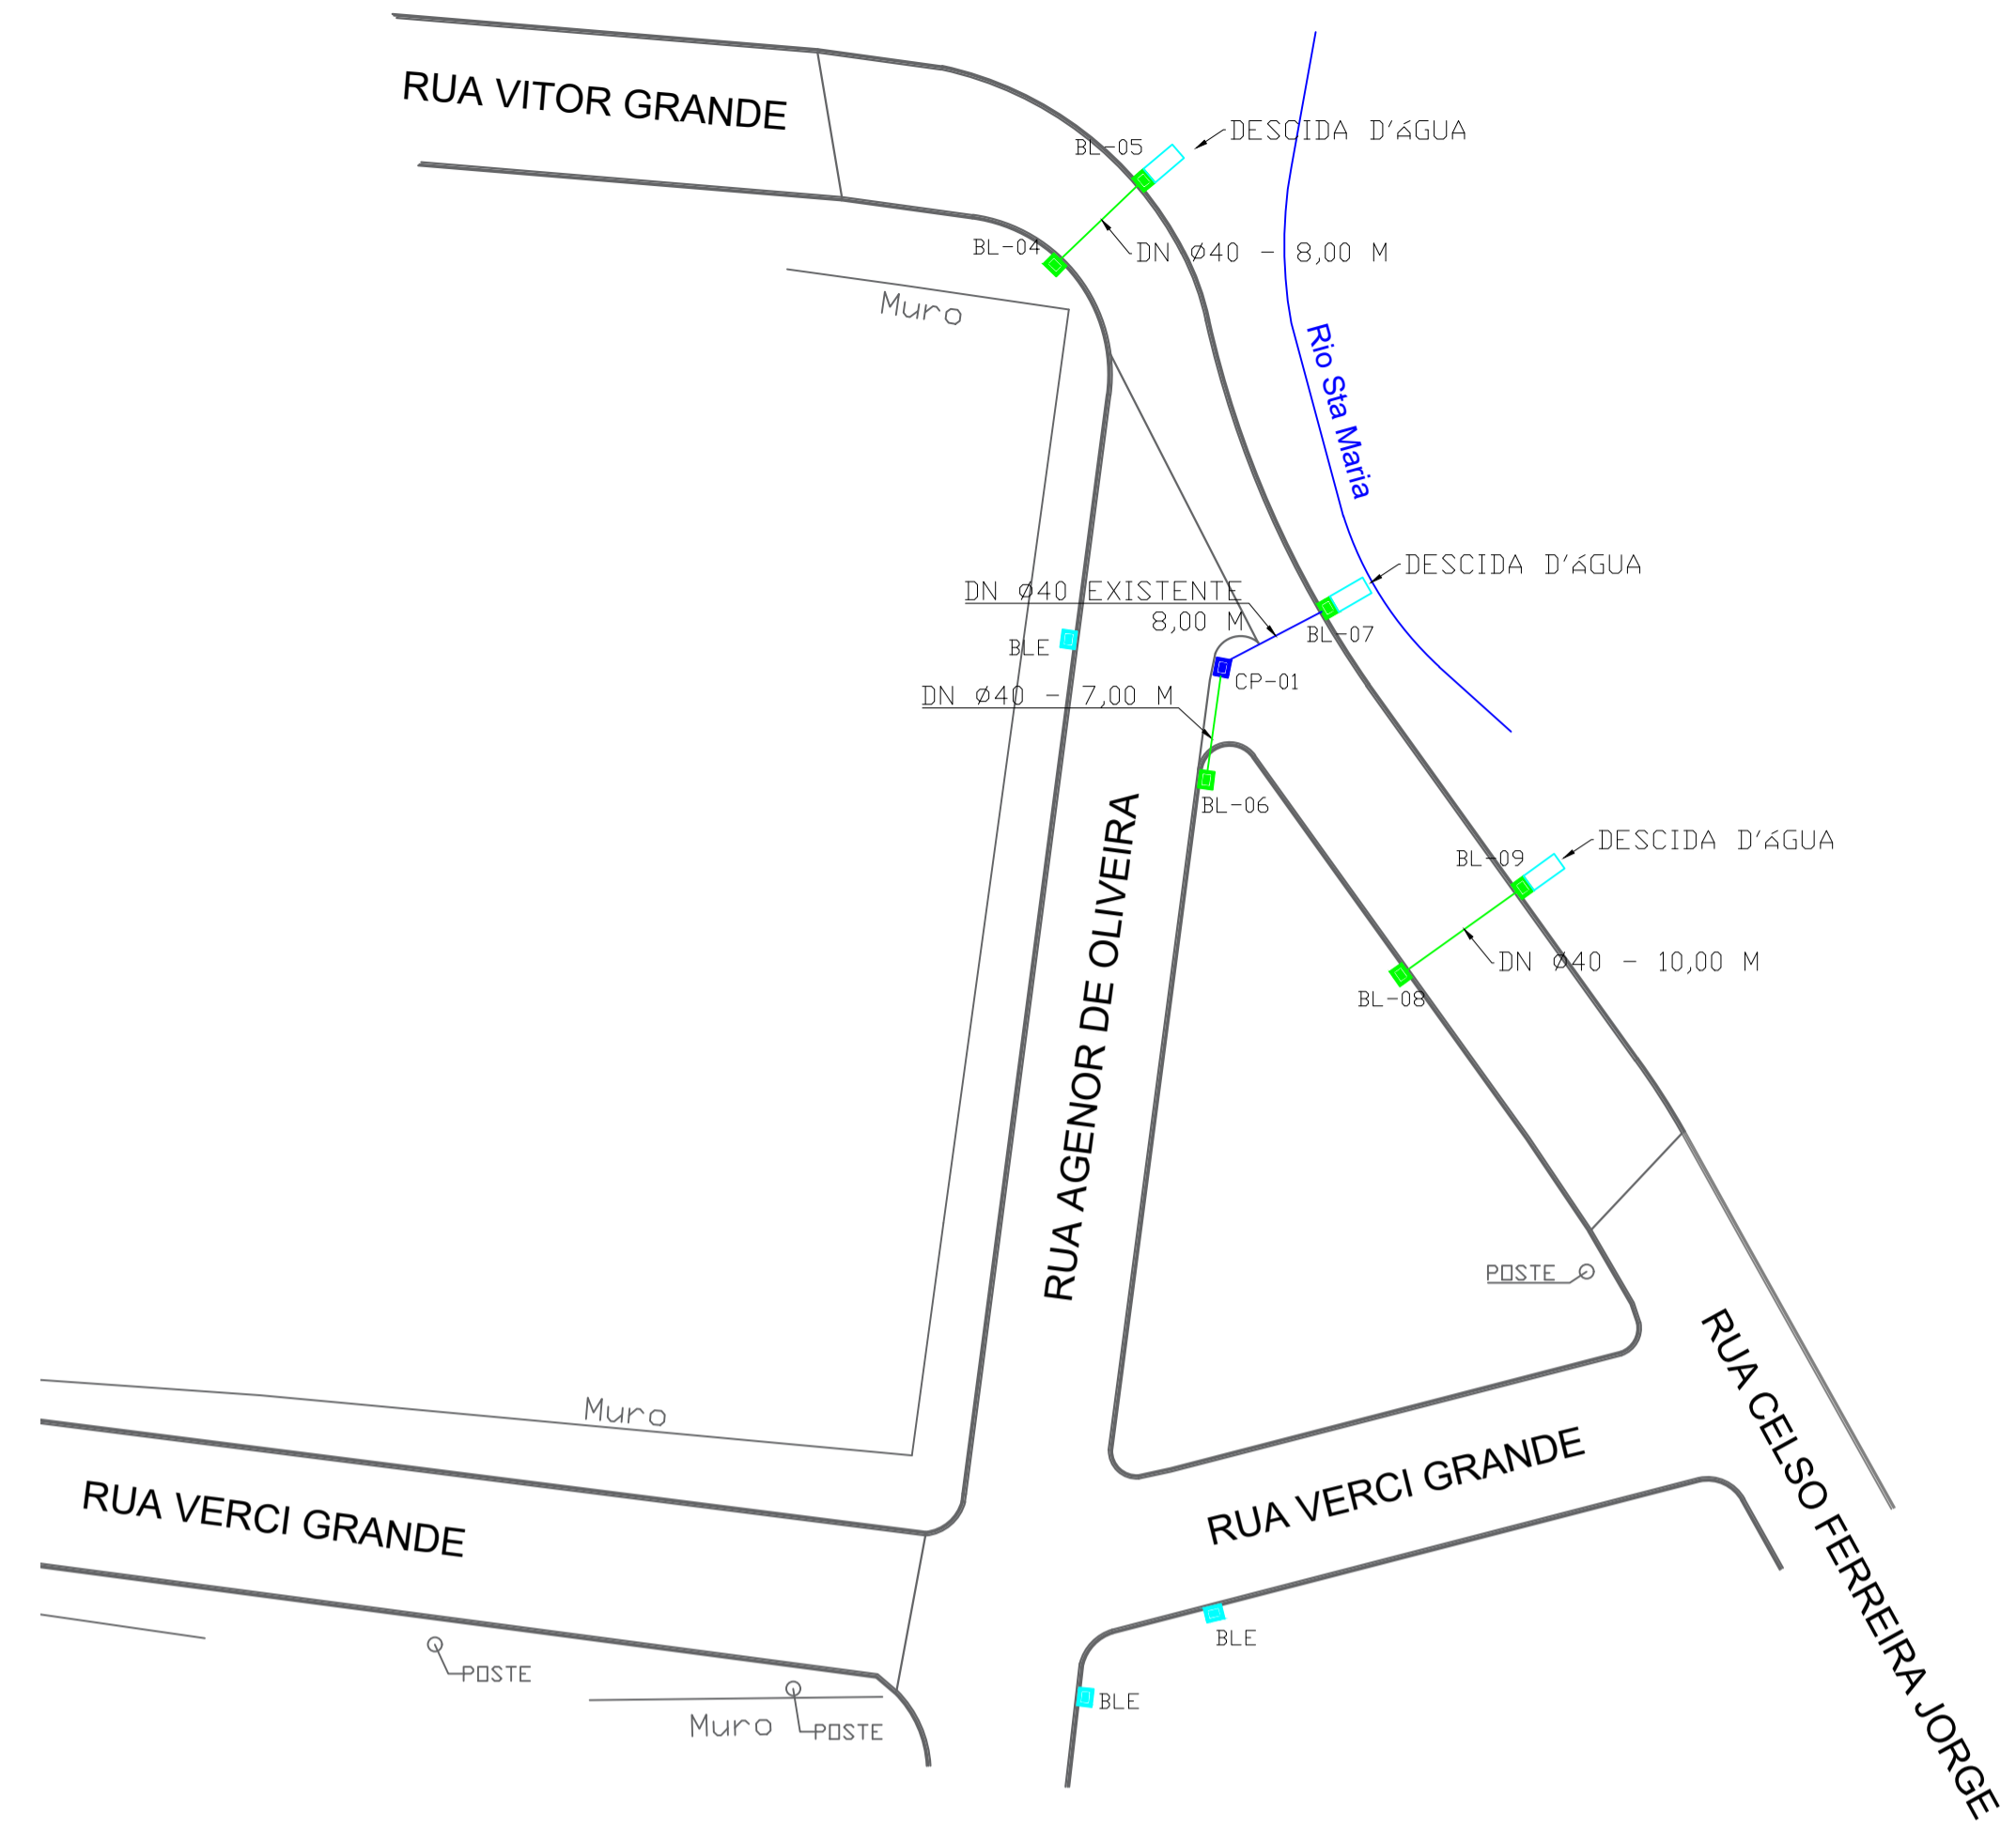 RUA VITOR GRANDE
BL-05
DESCIDA D'áGUA
BL-04
DN ø40 - 8,00 M
Muro
Rio Sta Maria
DESCIDA D'áGUA
DN ø40 EXISTENTE
8,00 M
BL-07
BLE
CP-01
DN ø40 - 7,00 M
BL-06
RUA AGENOR DE OLIVEIRA
BL-09
DESCIDA D'áGUA
DN ø40 - 10,00 M
BL-08
POSTE
RUA CELSO FERREIRA JORGE
Muro
RUA VERCI GRANDE
RUA VERCI GRANDE
BLE
POSTE
BLE
Muro
POSTE